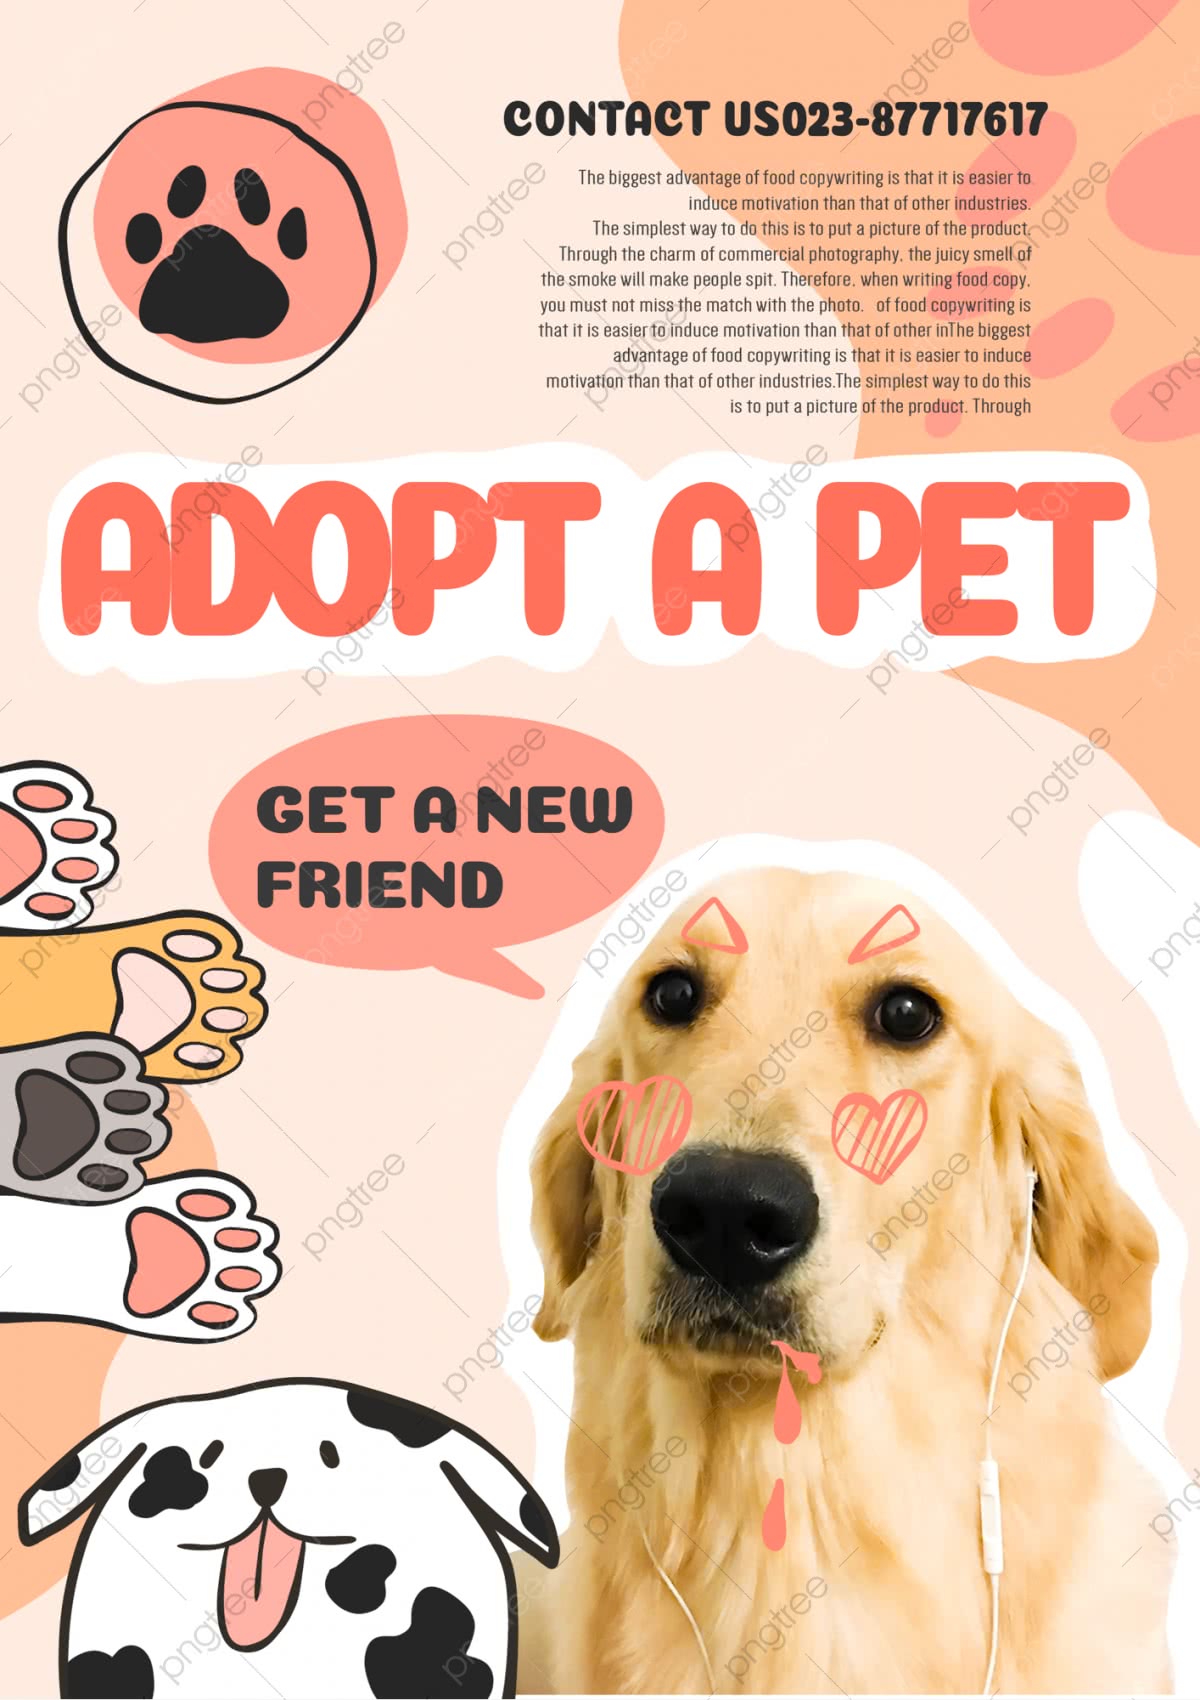 CONTACT US023-87717617
The biggest advantage of food copywriting is that it is easier to
induce motivation than that of other industries.
The simplest way to do this is to put a picture of the product.
Through the charm of commercial photography, the juicy smell of
the smoke will make people spit. Therefore, when writing food copy,
you must not miss the match with the photo.   of food copywriting is
that it is easier to induce motivation than that of other inThe biggest
advantage of food copywriting is that it is easier to induce
motivation than that of other industries.The simplest way to do this
is to put a picture of the product. Through
ADOPT A PET
GET A NEW
FRIEND
pngtree